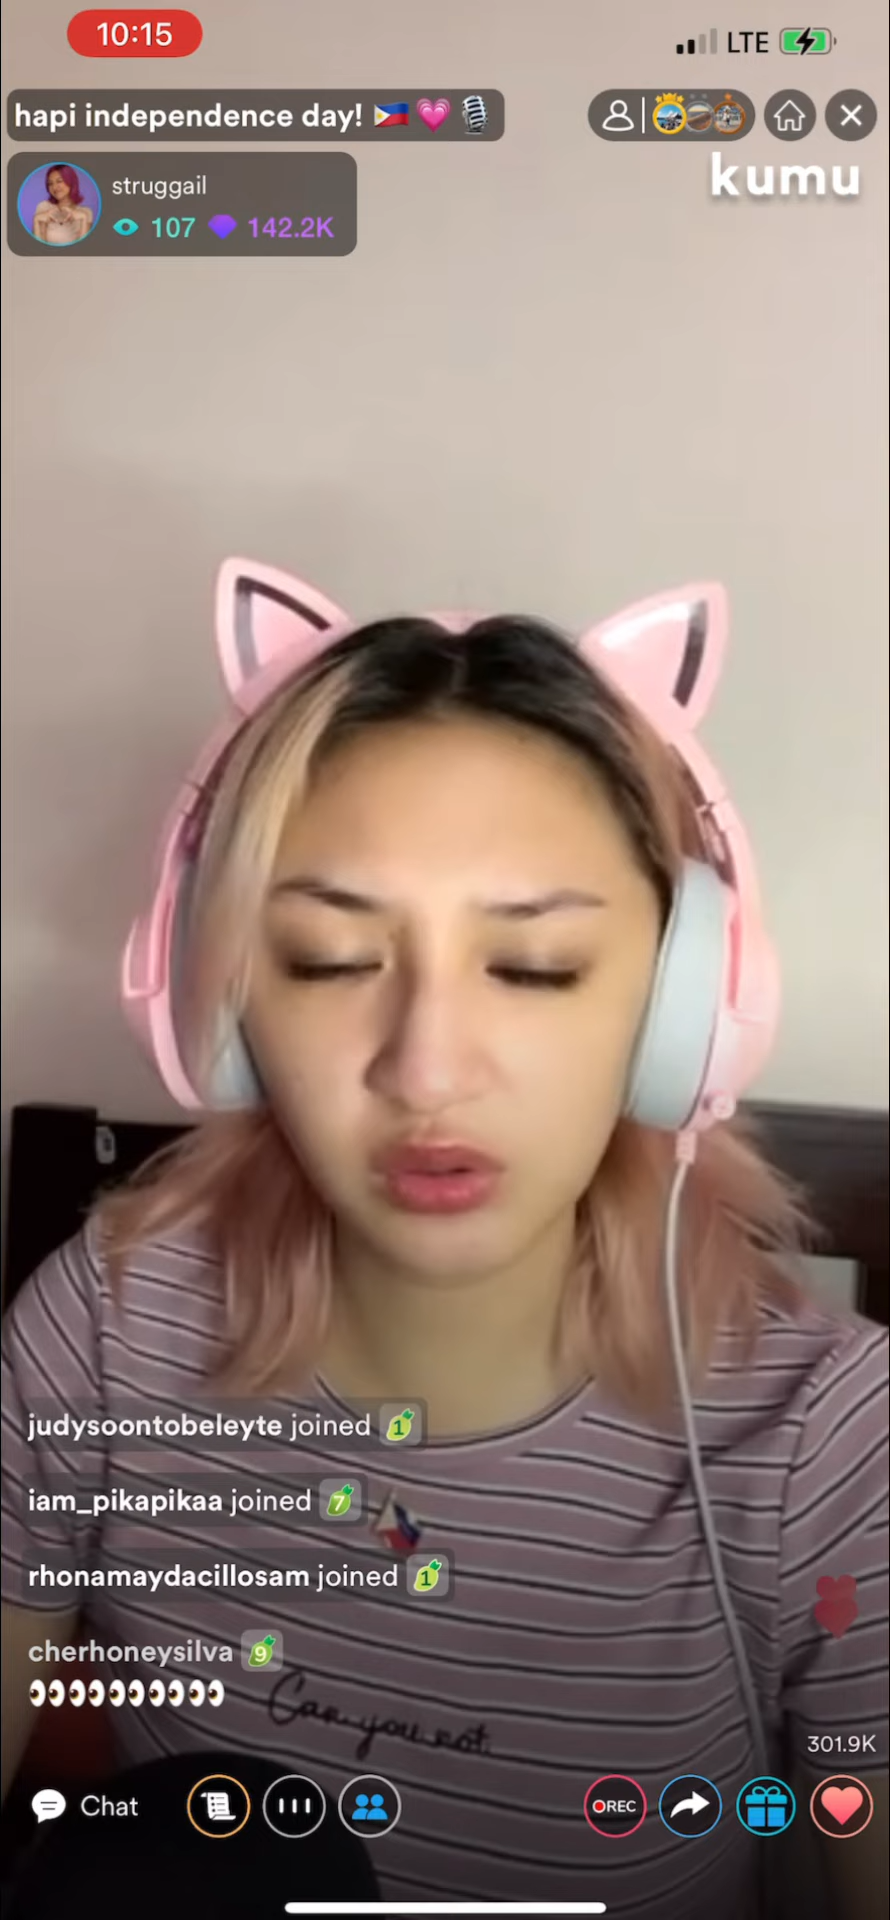 10:15
LTE
hapi independence day! 🇵🇭💗🎙️
struggail
107 142.2K
kumu
judysoontobeleyte joined 1
iam_pikapikaa joined 7
rhonamaydacillosam joined 1
cherhoneysilva 9
👀👀👀👀👀
Can you not.
301.9K
Chat
REC